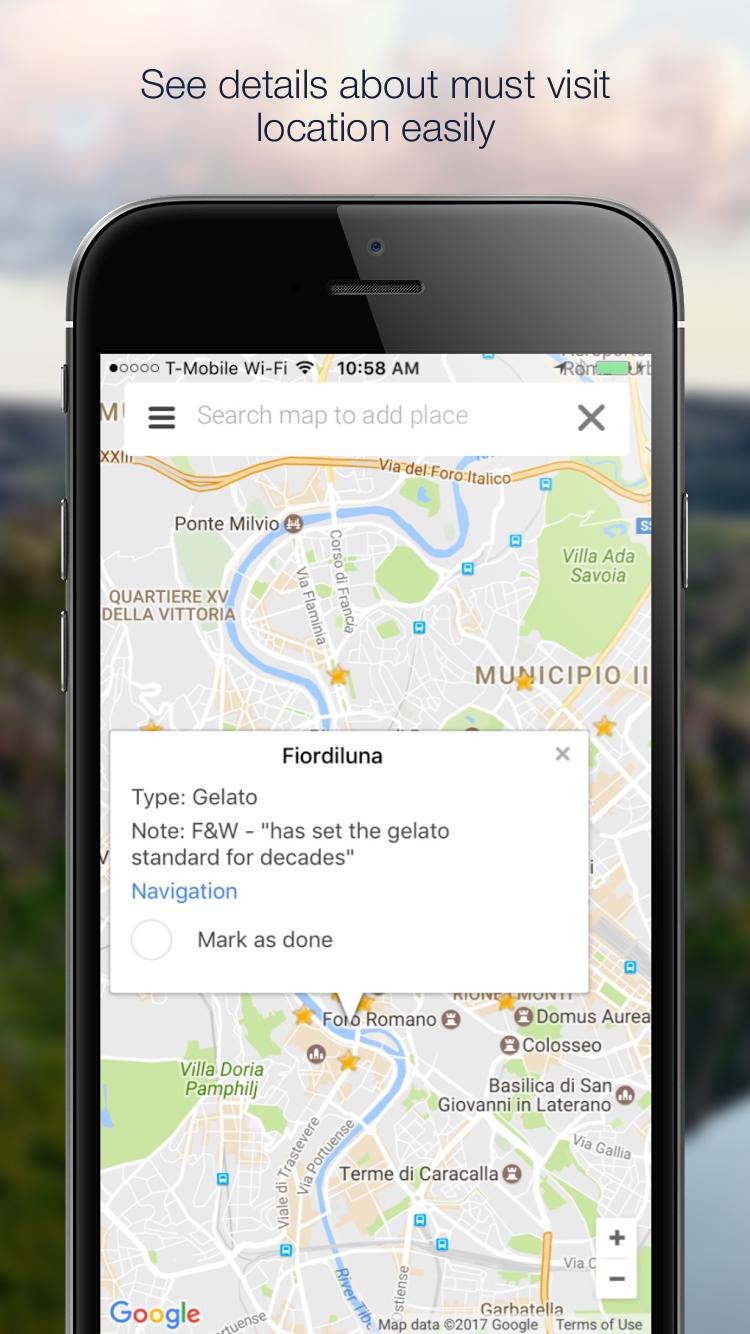 See details about must visit
location easily
T-Mobile Wi-Fi
10:58 AM
Search map to add place
XXIII
Via del Foro Italico
Ponte Milvio
Corso di Francia
Via Flaminia
Villa Ada
Savoia
QUARTIERE XV
DELLA VITTORIA
MUNICIPIO II
Fiordiluna
Type: Gelato
Note: F&W - "has set the gelato
standard for decades"
Navigation
Mark as done
Foro Romano
Domus Aurea
Colosseo
Villa Doria
Pamphilj
Basilica di San
Giovanni in Laterano
Via Gallia
Viale di Trastevere
Via Portuense
Terme di Caracalla
Garbatella
Google
Map data ©2017 Google
Terms of Use